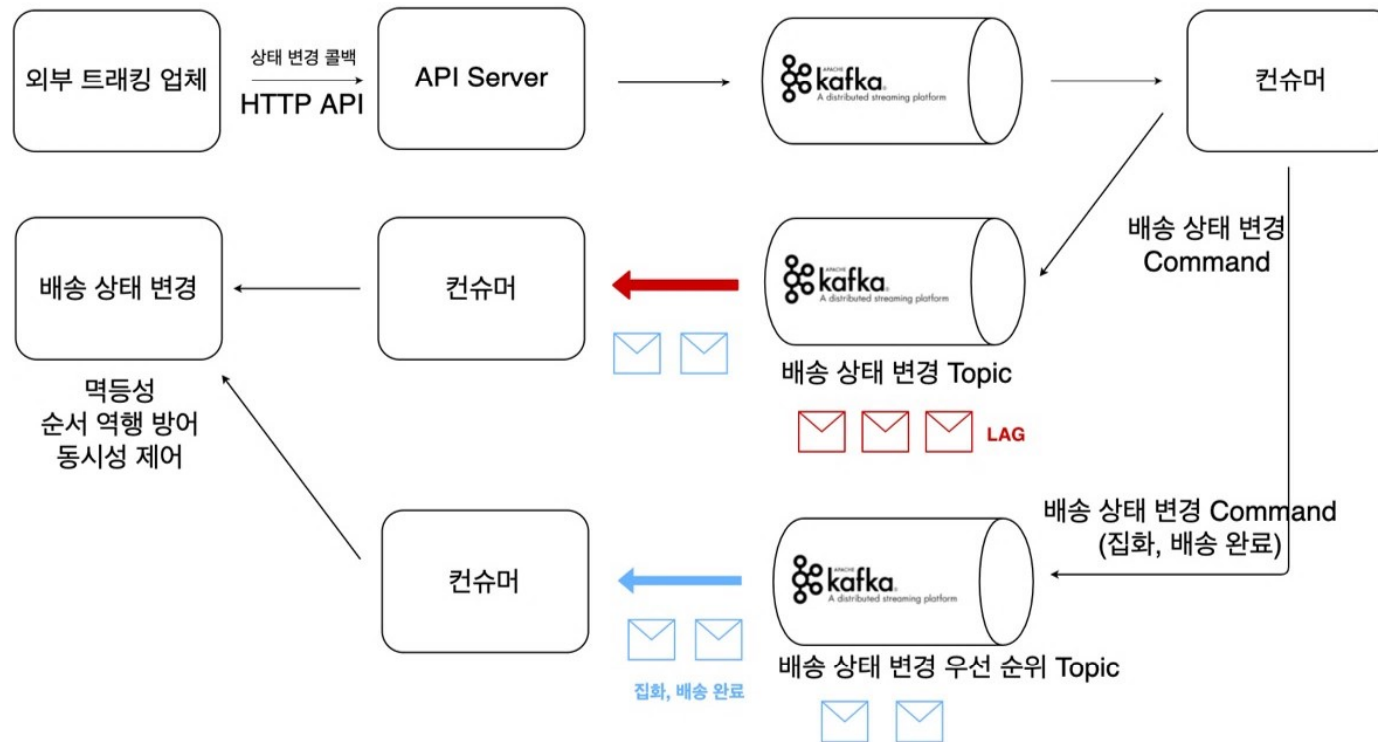 외부 트래킹 업체
상태 변경 콜백
HTTP API
API Server
APACHE
kafka
A distributed streaming platform
컨슈머
배송 상태 변경
Command
배송 상태 변경
멱등성
순서 역행 방어
동시성 제어
컨슈머
APACHE
kafka
A distributed streaming platform
배송 상태 변경 Topic
LAG
배송 상태 변경 Command
(집화, 배송 완료)
컨슈머
집화, 배송 완료
APACHE
kafka
A distributed streaming platform
배송 상태 변경 우선 순위 Topic